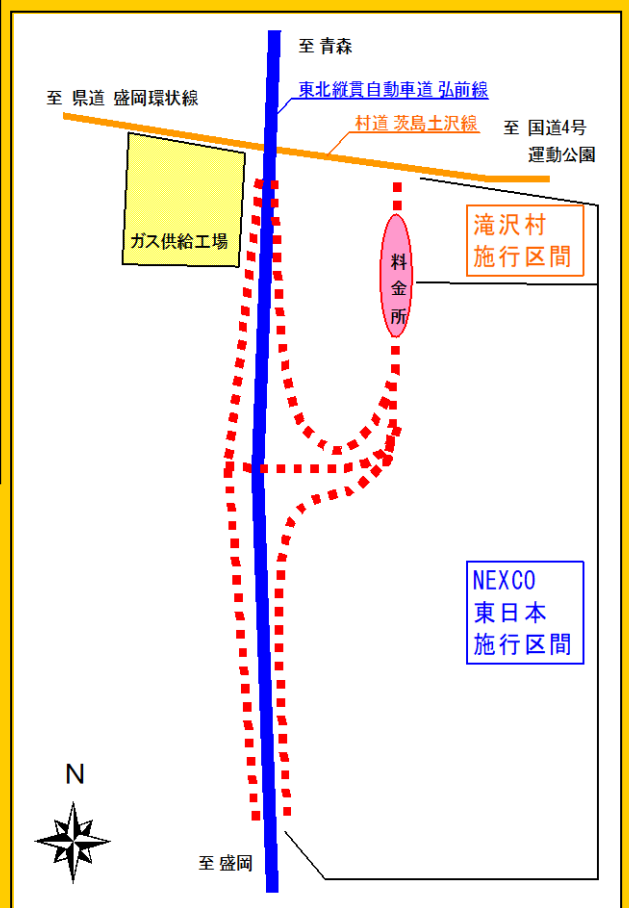 至 青森
東北縦貫自動車道 弘前線
至 県道 盛岡環状線
村道 茨島土沢線
至 国道4号
運動公園
ガス供給工場
滝沢村
施行区間
料金所
NEXCO
東日本
施行区間
N
至 盛岡